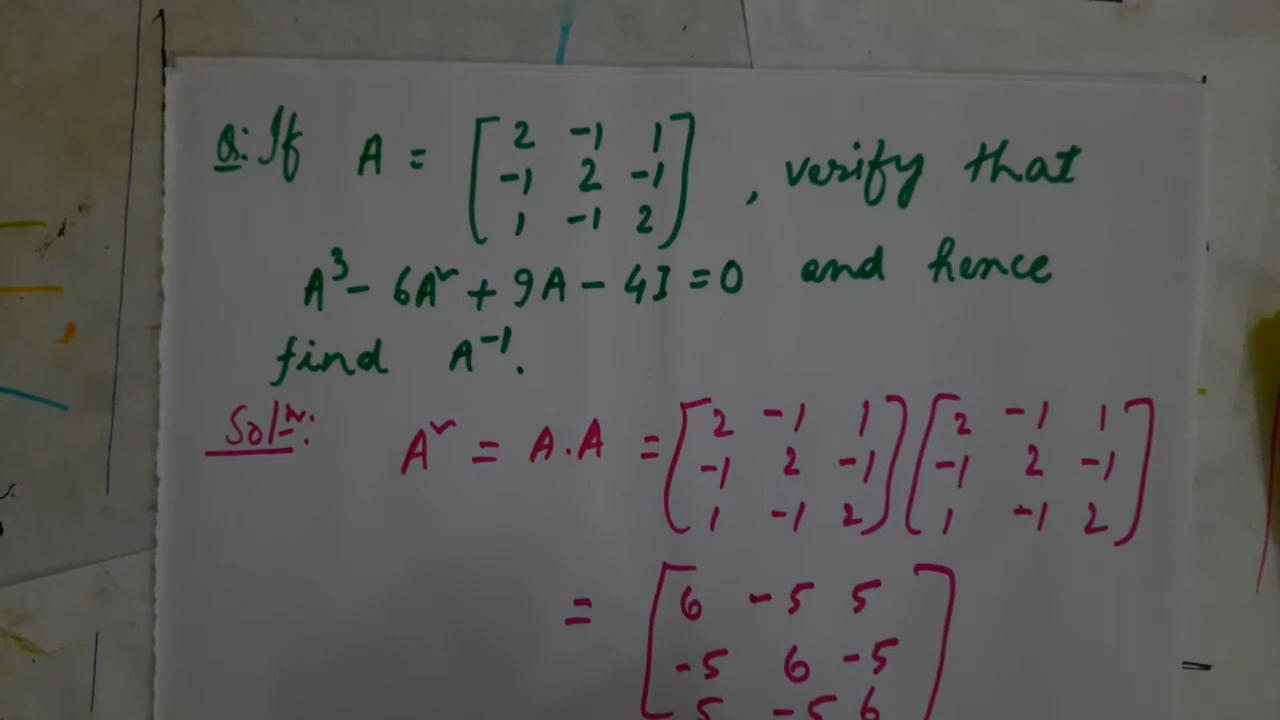 Q: If A = [2 -1 1
-1 2 -1
1 -1 2] , verify that
A³ - 6A² + 9A - 4I = 0 and hence
find A⁻¹.
Solⁿ: A² = A.A = [2 -1 1 [2 -1 1
-1 2 -1 -1 2 -1
1 -1 2] 1 -1 2]
= [6 -5 5
-5 6 -5
5 -5 6